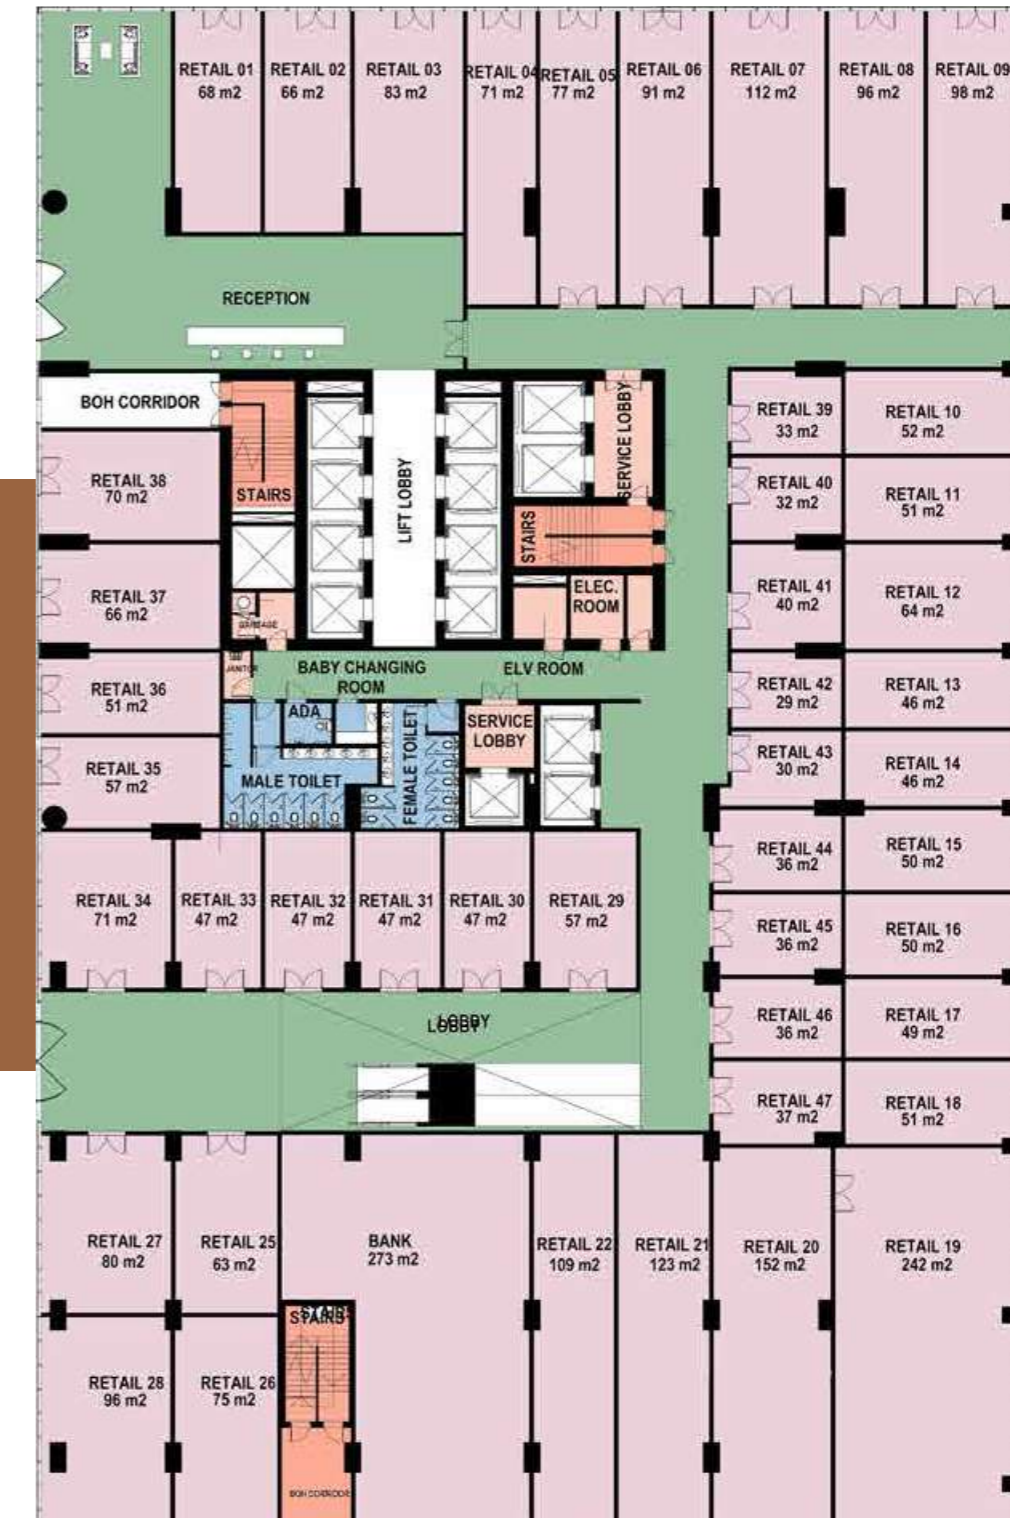 RETAIL 01
68 m2
RETAIL 02
66 m2
RETAIL 03
83 m2
RETAIL 04
71 m2
RETAIL 05
77 m2
RETAIL 06
91 m2
RETAIL 07
112 m2
RETAIL 08
96 m2
RETAIL 09
98 m2
RECEPTION
BOH CORRIDOR
STAIRS
LIFT LOBBY
SERVICE LOBBY
STAIRS
ELEC.
ROOM
RETAIL 39
33 m2
RETAIL 10
52 m2
RETAIL 38
70 m2
RETAIL 40
32 m2
RETAIL 11
51 m2
RETAIL 37
66 m2
GARBAGE
RETAIL 41
40 m2
RETAIL 12
64 m2
JANITOR
BABY CHANGING
ROOM
ELV ROOM
RETAIL 36
51 m2
RETAIL 42
29 m2
RETAIL 13
46 m2
ADA
FEMALE TOILET
SERVICE
LOBBY
RETAIL 35
57 m2
MALE TOILET
RETAIL 43
30 m2
RETAIL 14
46 m2
RETAIL 44
36 m2
RETAIL 15
50 m2
RETAIL 34
71 m2
RETAIL 33
47 m2
RETAIL 32
47 m2
RETAIL 31
47 m2
RETAIL 30
47 m2
RETAIL 29
57 m2
RETAIL 45
36 m2
RETAIL 16
50 m2
LOBBY
LOBBY
RETAIL 46
36 m2
RETAIL 17
49 m2
RETAIL 47
37 m2
RETAIL 18
51 m2
RETAIL 27
80 m2
RETAIL 25
63 m2
BANK
273 m2
RETAIL 22
109 m2
RETAIL 21
123 m2
RETAIL 20
152 m2
RETAIL 19
242 m2
STAIRS
STAIRS
RETAIL 28
96 m2
RETAIL 26
75 m2
BOH CORRIDOR